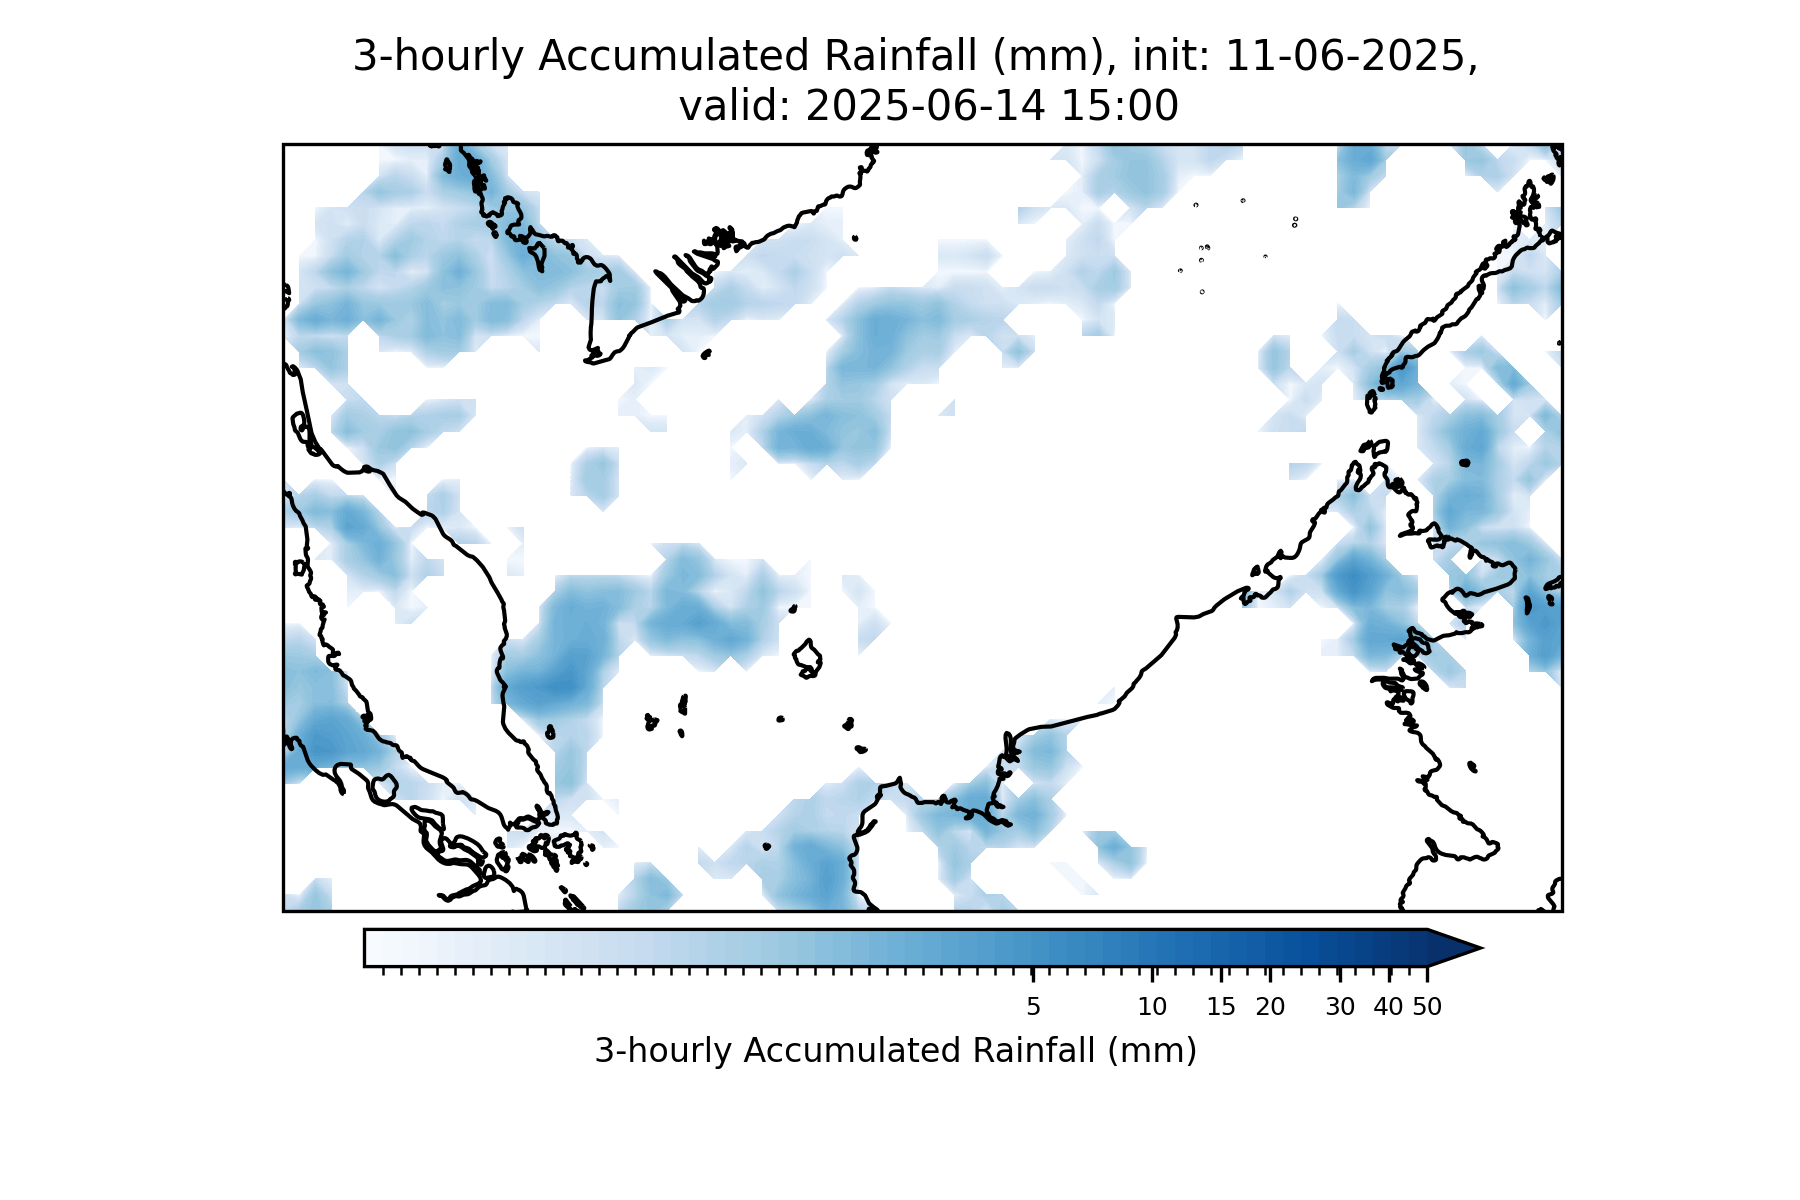 3-hourly Accumulated Rainfall (mm), init: 11-06-2025,
valid: 2025-06-14 15:00
5 10 15 20 30 40 50
3-hourly Accumulated Rainfall (mm)